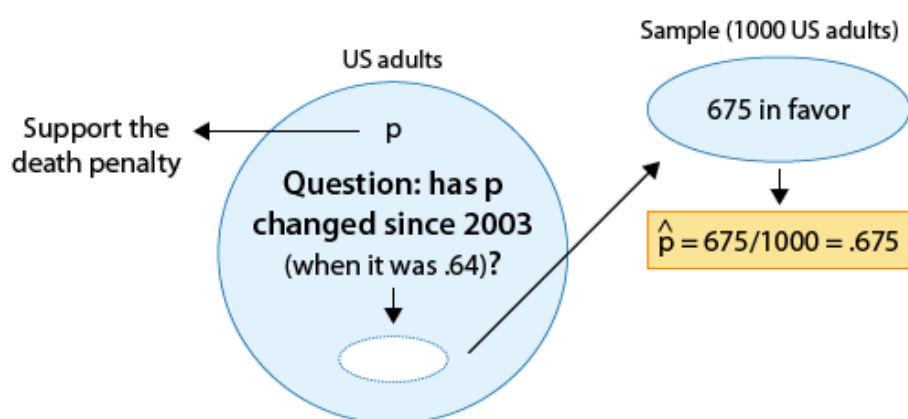 US adults
Support the
death penalty
p
Question: has p
changed since 2003
(when it was .64)?
Sample (1000 US adults)
675 in favor
p̂ = 675/1000 = .675